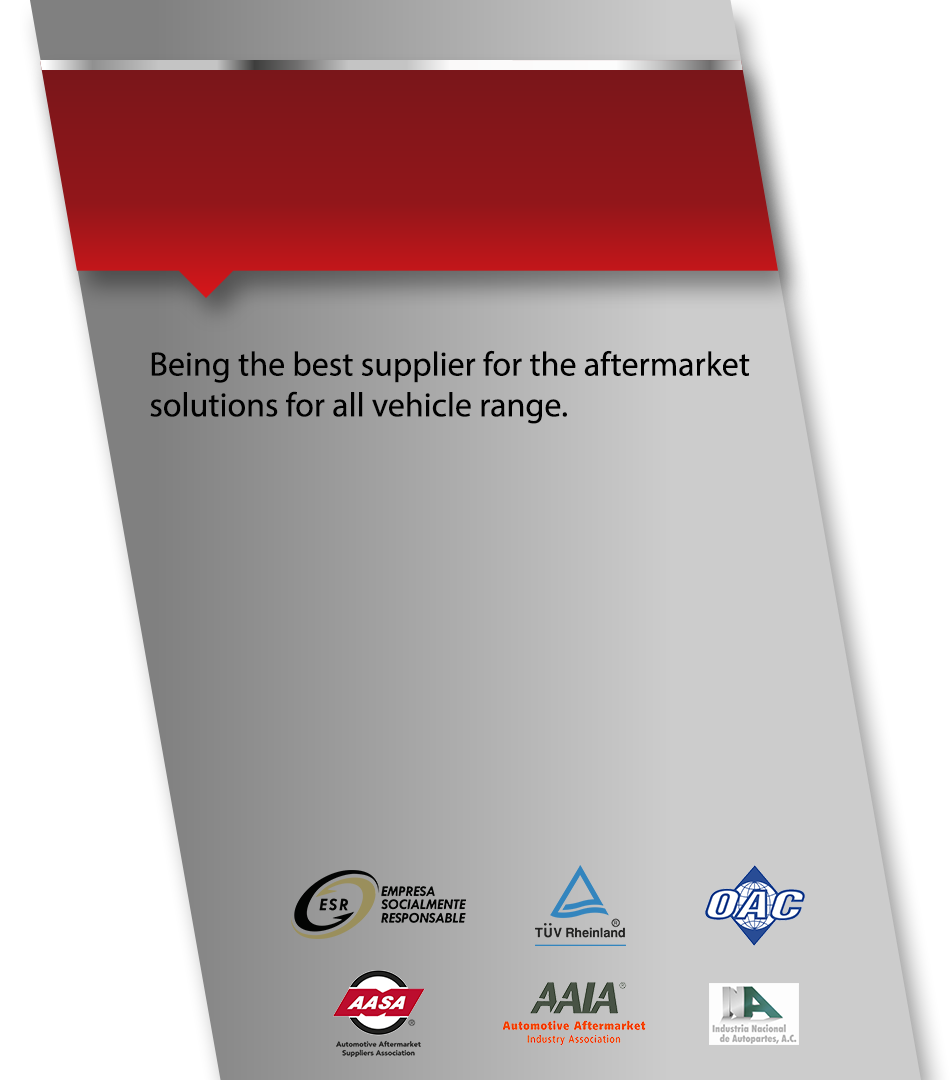 Being the best supplier for the aftermarket
solutions for all vehicle range.
ESR
EMPRESA
SOCIALMENTE
RESPONSABLE
TÜV Rheinland®
OAC
AASA®
Automotive Aftermarket
Suppliers Association
AAIA®
Automotive Aftermarket
Industry Association
INA
Industria Nacional
de Autopartes, A.C.